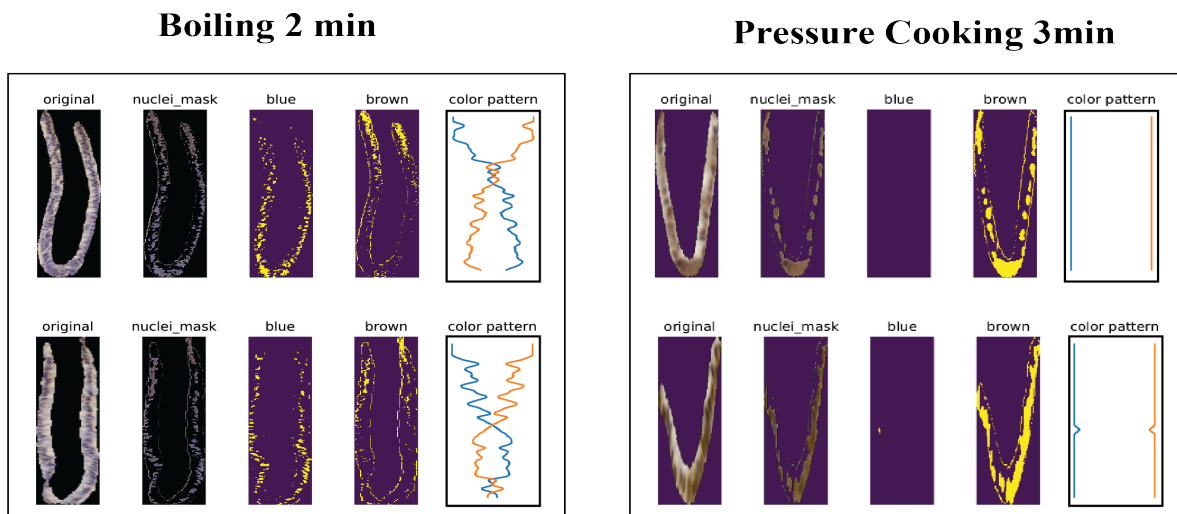 Boiling 2 min
Pressure Cooking 3min
original nuclei_mask blue brown color pattern
original nuclei_mask blue brown color pattern
original nuclei_mask blue brown color pattern
original nuclei_mask blue brown color pattern